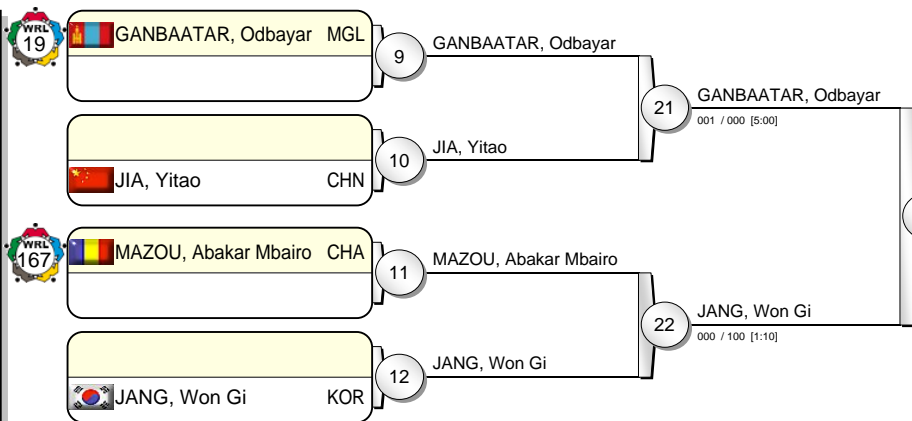 WRL
19
GANBAATAR, Odbayar MGL
9
GANBAATAR, Odbayar
21
GANBAATAR, Odbayar
001 / 000 [5:00]
10
JIA, Yitao
JIA, Yitao CHN
WRL
167
MAZOU, Abakar Mbairo CHA
11
MAZOU, Abakar Mbairo
22
JANG, Won Gi
000 / 100 [1:10]
12
JANG, Won Gi
JANG, Won Gi KOR